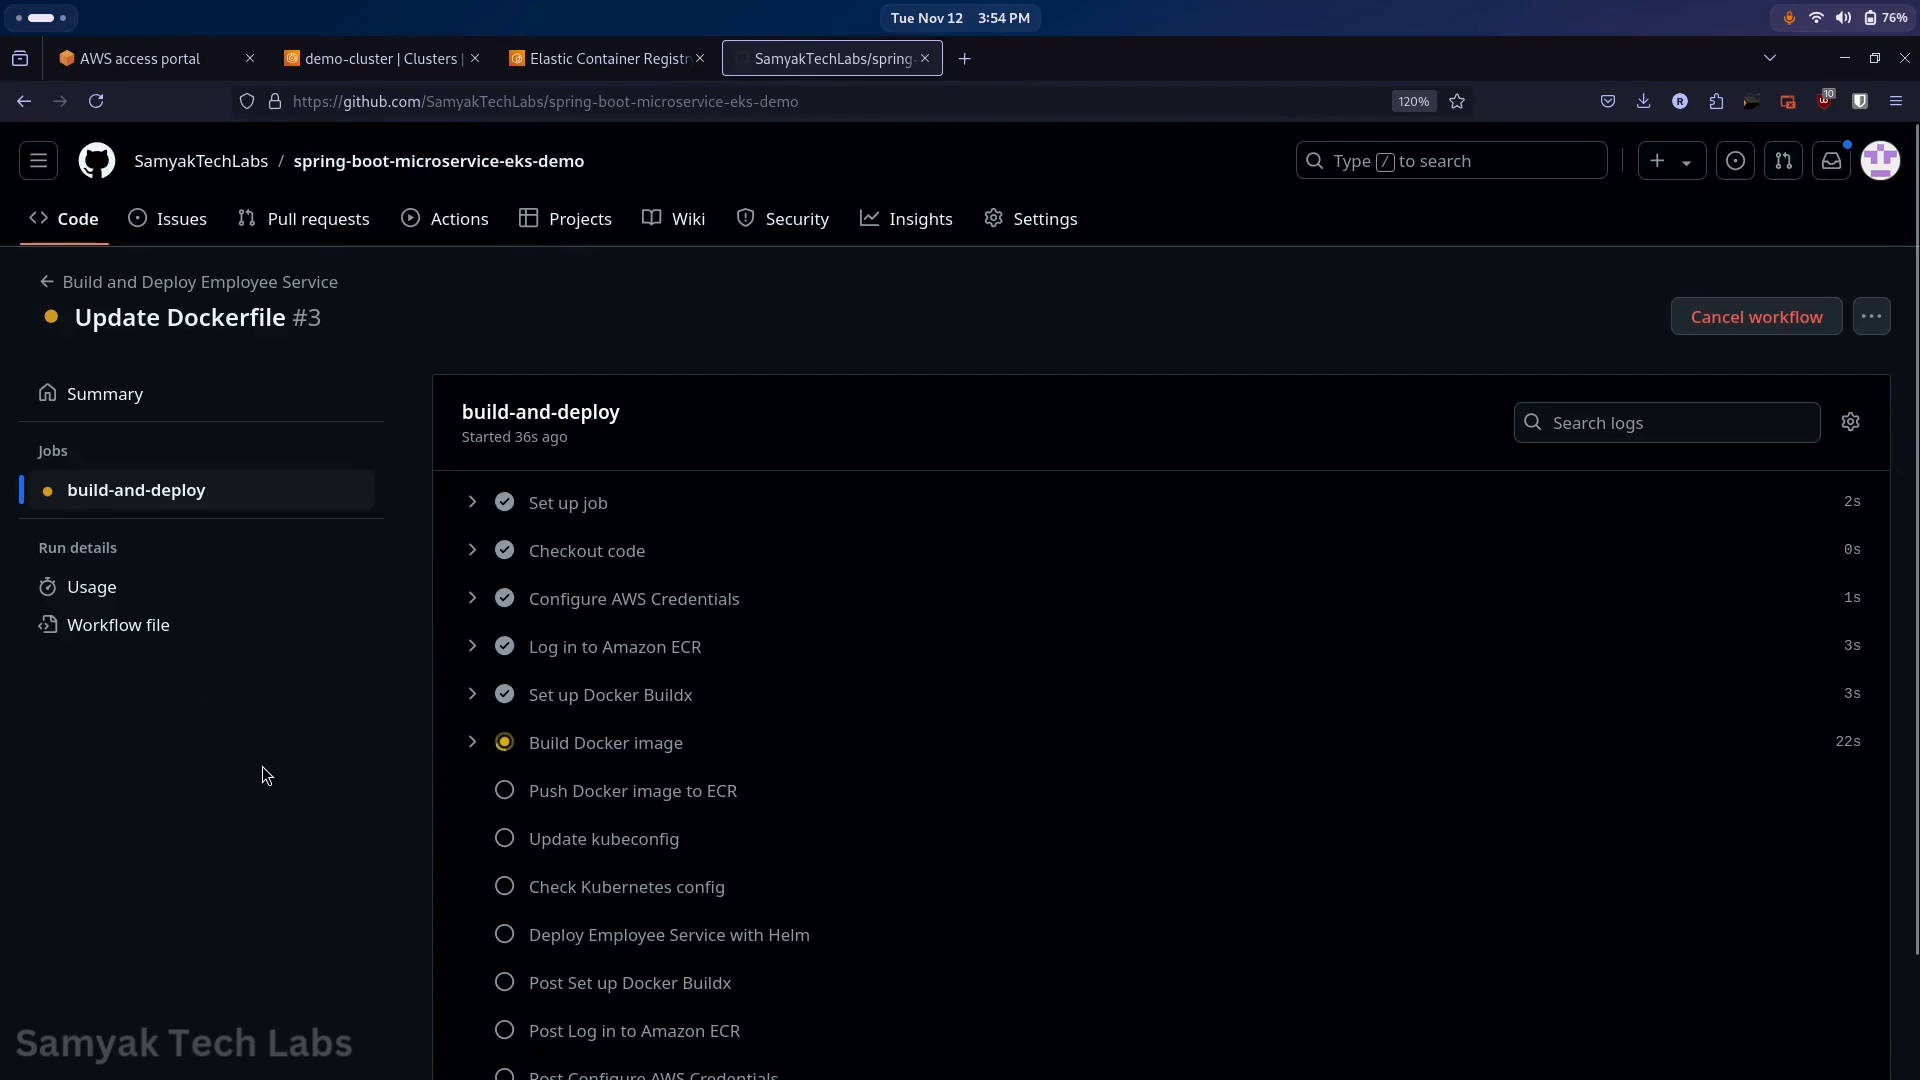 Tue Nov 12 3:54 PM
76%
AWS access portal
demo-cluster | Clusters |
Elastic Container Registr
SamyakTechLabs/spring-
https://github.com/SamyakTechLabs/spring-boot-microservice-eks-demo
120%
R
10
SamyakTechLabs / spring-boot-microservice-eks-demo
Type / to search
Code
Issues
Pull requests
Actions
Projects
Wiki
Security
Insights
Settings
Build and Deploy Employee Service
Update Dockerfile #3
Cancel workflow
Summary
Jobs
build-and-deploy
Run details
Usage
Workflow file
build-and-deploy
Started 36s ago
Search logs
Set up job 2s
Checkout code 0s
Configure AWS Credentials 1s
Log in to Amazon ECR 3s
Set up Docker Buildx 3s
Build Docker image 22s
Push Docker image to ECR
Update kubeconfig
Check Kubernetes config
Deploy Employee Service with Helm
Post Set up Docker Buildx
Post Log in to Amazon ECR
Post Configure AWS Credentials
Samyak Tech Labs